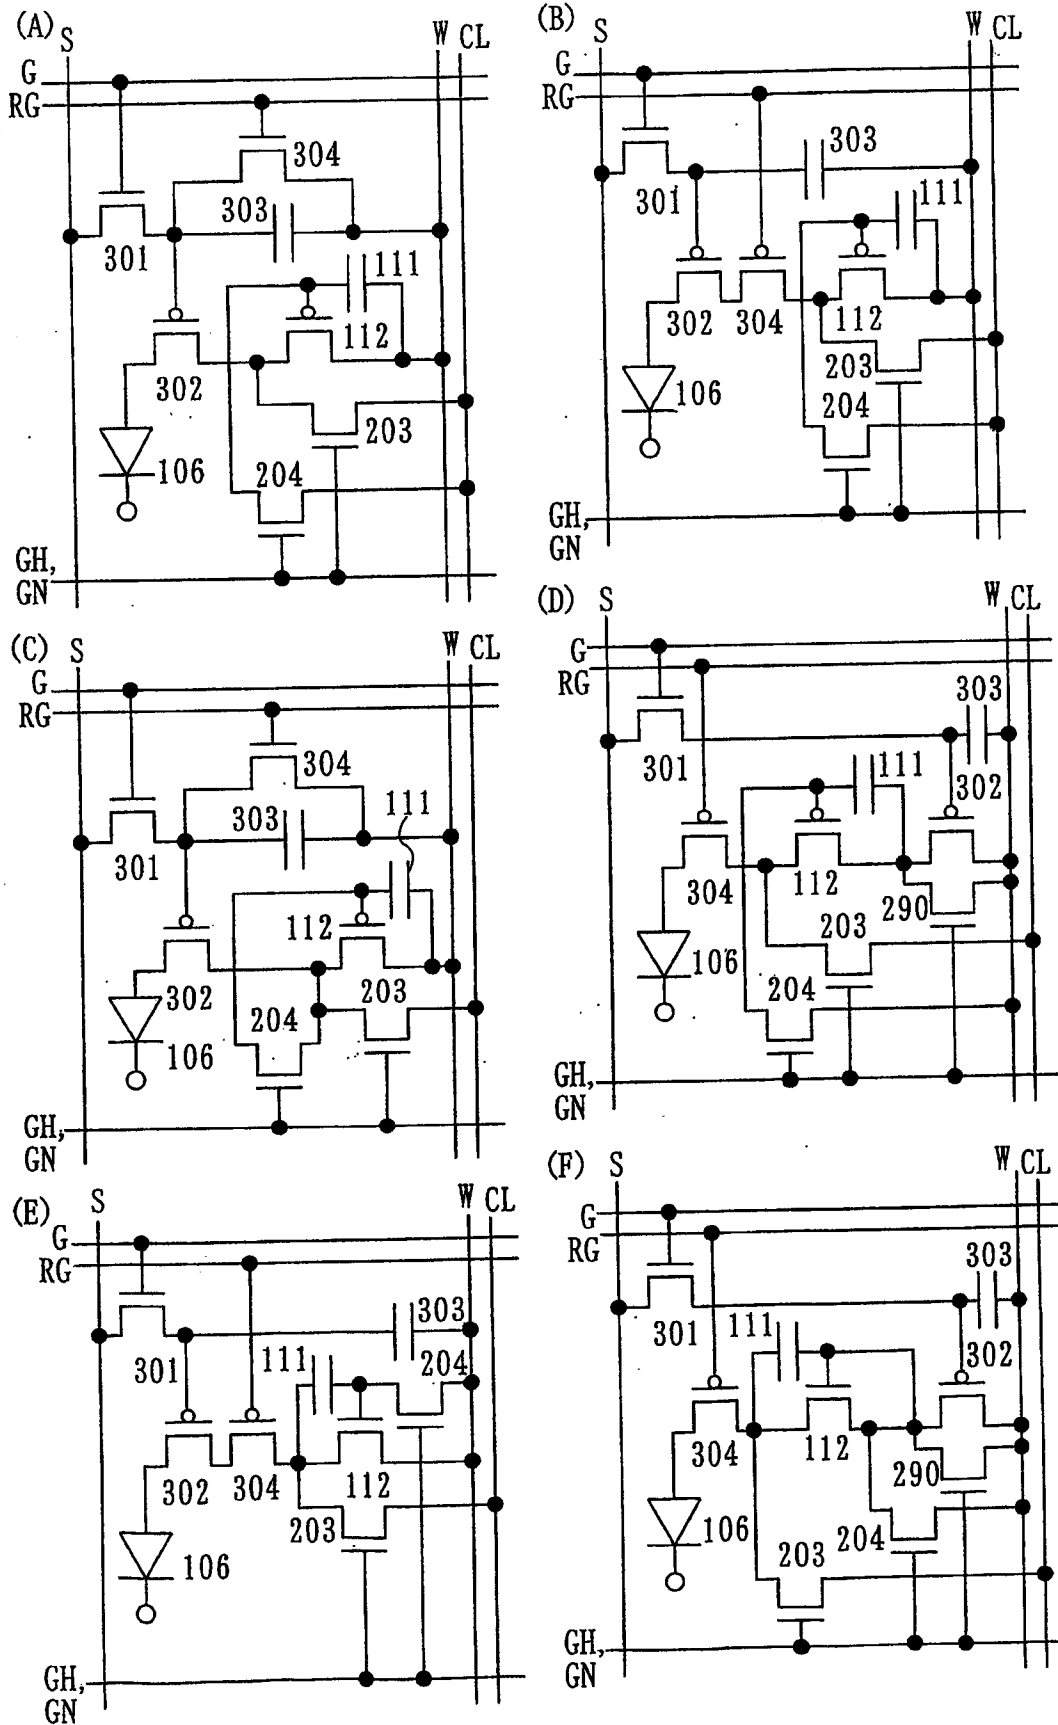 (A) S W CL
G
RG
304
303
301
111
112
302
203
106
204
GH,
GN
(B) S W CL
G
RG
303
301
111
302 304 112
203
106
204
GH,
GN
(C) S W CL
G
RG
304
303
111
301
112
302
203
204
106
GH,
GN
(D) S W CL
G
RG
303
301
111
302
304
112
290
203
106
204
GH,
GN
(E) S W CL
G
RG
303
301
111
204
302 304 112
203
106
GH,
GN
(F) S W CL
G
RG
303
301
111
302
304
112
290
106
203
204
GH,
GN